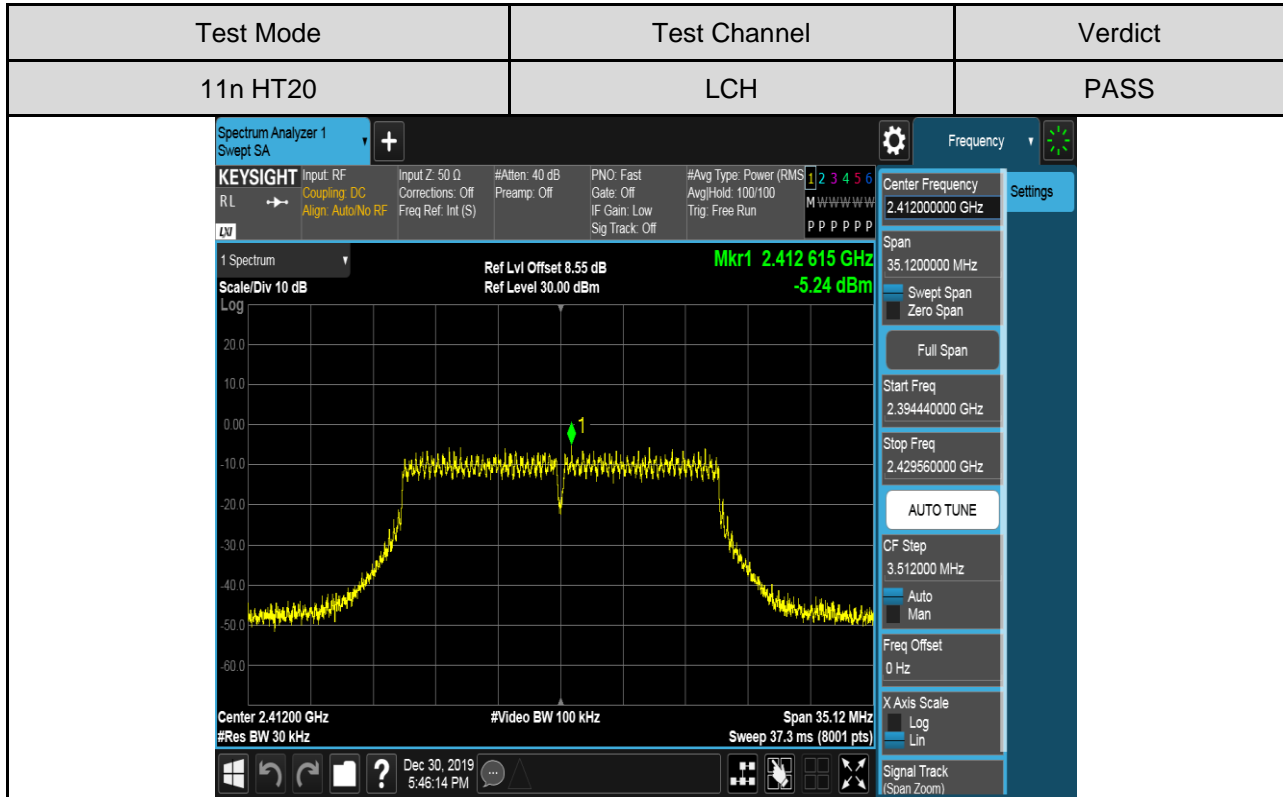 Test Mode Test Channel Verdict
11n HT20 LCH PASS
Spectrum Analyzer 1
Swept SA
+
Frequency
KEYSIGHT Input: RF Input Z: 50 Ω #Atten: 40 dB PNO: Fast #Avg Type: Power (RMS 1 2 3 4 5 6
RL Coupling: DC Corrections: Off Preamp: Off Gate: Off Avg|Hold: 100/100 M W W W W W
Align: Auto/No RF Freq Ref: Int (S) IF Gain: Low Trig: Free Run
LXI Sig Track: Off P P P P P P
1 Spectrum
Scale/Div 10 dB
Ref Lvl Offset 8.55 dB
Ref Level 30.00 dBm
Mkr1 2.412 615 GHz
-5.24 dBm
Log
20.0
10.0
0.00
1
-10.0
-20.0
-30.0
-40.0
-50.0
-60.0
Center 2.41200 GHz #Video BW 100 kHz Span 35.12 MHz
#Res BW 30 kHz Sweep 37.3 ms (8001 pts)
Center Frequency
2.412000000 GHz
Settings
Span
35.1200000 MHz
Swept Span
Zero Span
Full Span
Start Freq
2.394440000 GHz
Stop Freq
2.429560000 GHz
AUTO TUNE
CF Step
3.512000 MHz
Auto
Man
Freq Offset
0 Hz
X Axis Scale
Log
Lin
Signal Track
(Span Zoom)
?
Dec 30, 2019
5:46:14 PM